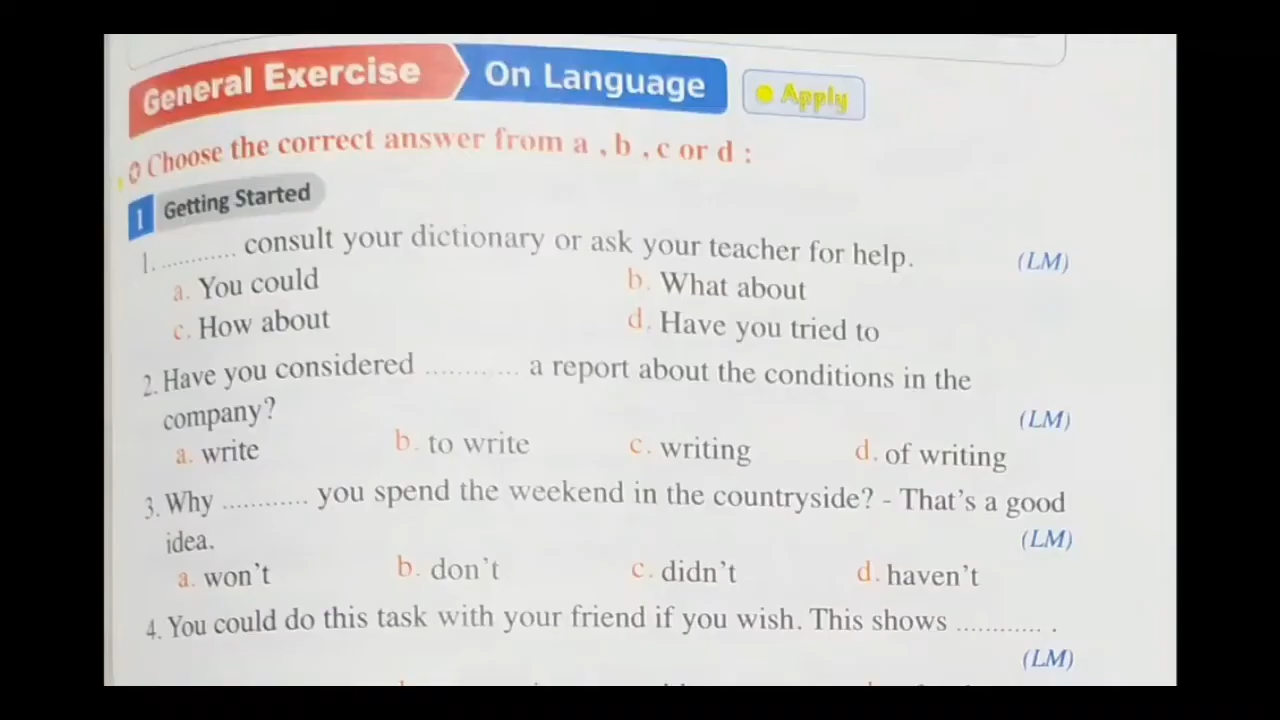 General Exercise On Language Apply
Choose the correct answer from a , b , c or d :
1 Getting Started
1. ............ consult your dictionary or ask your teacher for help. (LM)
a. You could b. What about
c. How about d. Have you tried to
2. Have you considered ............ a report about the conditions in the
company? (LM)
a. write b. to write c. writing d. of writing
3. Why ............ you spend the weekend in the countryside? - That's a good
idea. (LM)
a. won't b. don't c. didn't d. haven't
4. You could do this task with your friend if you wish. This shows ............ .
(LM)